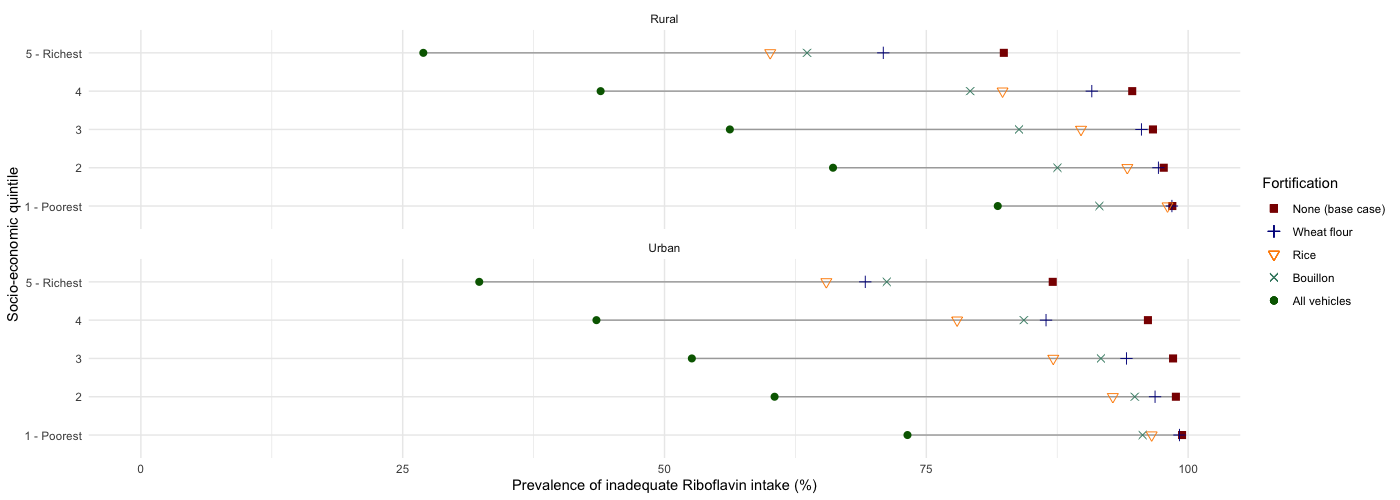 Rural
5 - Richest
4
3
2
1 - Poorest
Urban
5 - Richest
4
3
2
1 - Poorest
0 25 50 75 100
Prevalence of inadequate Riboflavin intake (%)
Socio-economic quintile
Fortification
None (base case)
Wheat flour
Rice
Bouillon
All vehicles